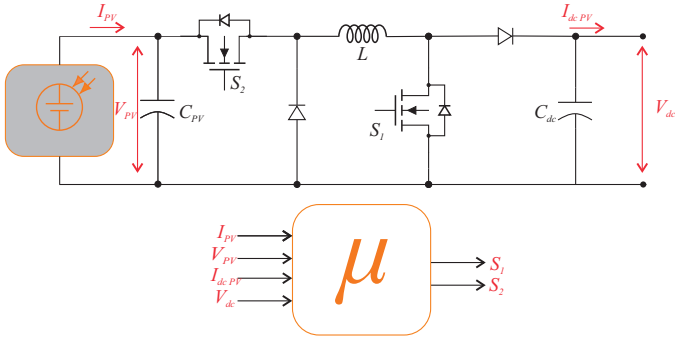 I_PV
I_dc PV
S_2
L
V_PV
C_PV
S_1
C_dc
V_dc
I_PV
V_PV
I_dc PV
V_dc
μ
S_1
S_2